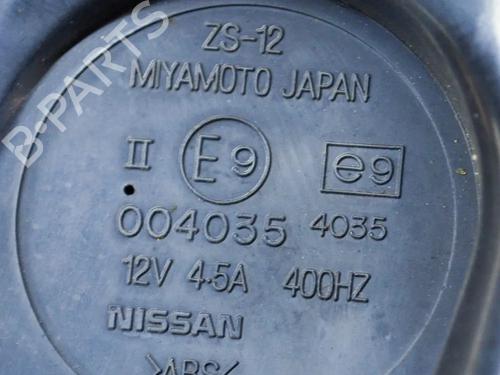 B-PARTS
ZS-12
MIYAMOTO JAPAN
II E9 e9
004035 4035
12V 4.5A 400HZ
NISSAN
>ABS<